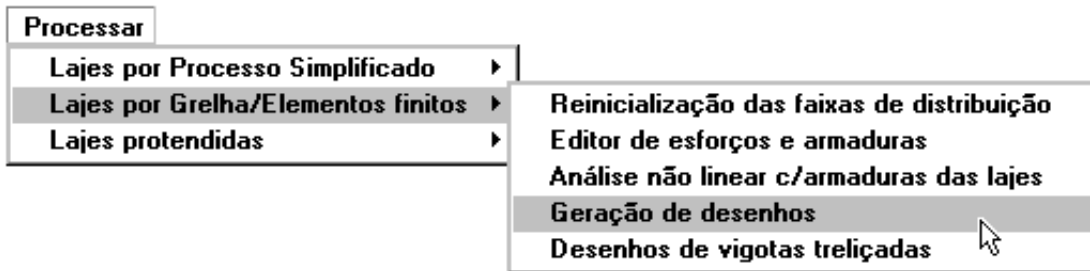 Processar
Lajes por Processo Simplificado
Lajes por Grelha/Elementos finitos
Lajes protendidas
Reinicialização das faixas de distribuição
Editor de esforços e armaduras
Análise não linear c/armaduras das lajes
Geração de desenhos
Desenhos de vigotas treliçadas